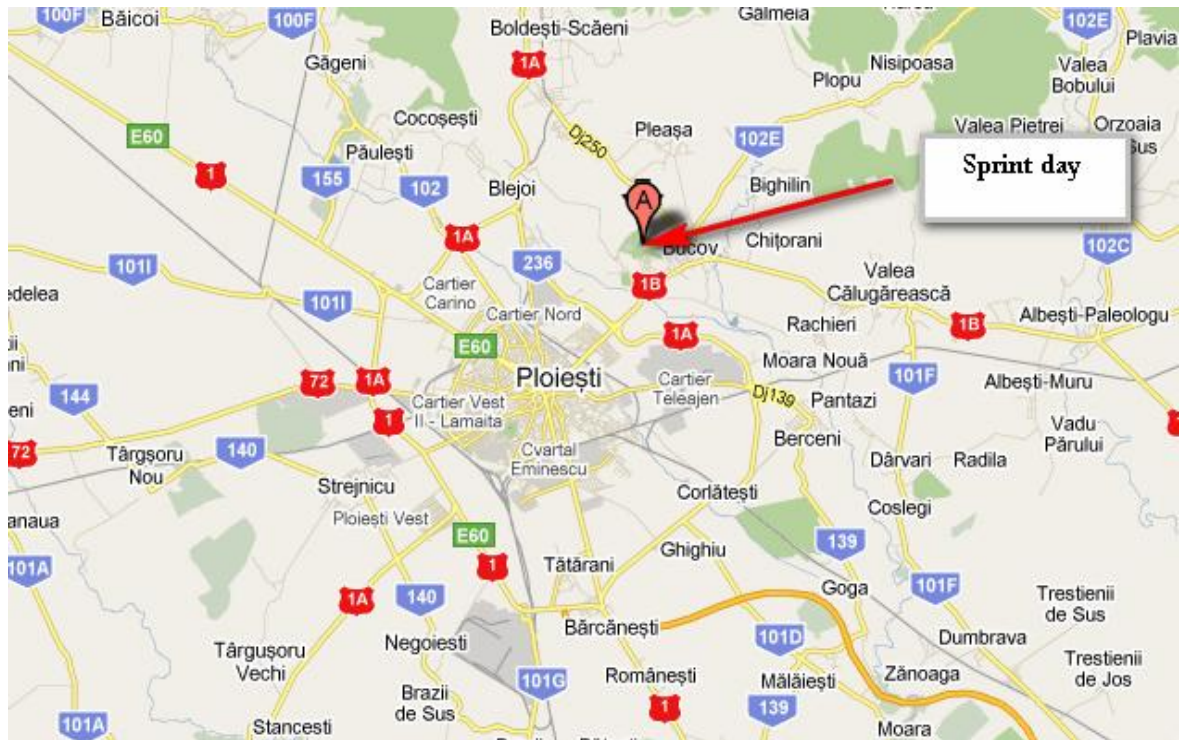 100F
Băicoi
100F
Boldești-Scăeni
Galmeia
102E
Plavia
Găgeni
1A
Nisipoasa
Valea
Bobului
Plopu
Cocoșești
E60
Dj250
Pleașa
102E
Valea Pietrei
Orzoaia
Sus
Păulești
1
155
102
Blejoi
Bighilin
Sprint day
A
1A
Bucov
Chițorani
102C
101I
236
1B
Valea
Călugărească
edelea
101I
Cartier
Carino
Cartier Nord
Rachieri
1B
Albești-Paleologu
E60
1A
Moara Nouă
72
1A
Ploiești
Cartier
Teleajen
101F
Albești-Muru
144
Dj139
Pantazi
eni
1
Cartier Vest
II - Lamaita
Berceni
Vadu
Părului
72
Târgșoru
Nou
140
Cvartal
Eminescu
Dârvari
Radila
Strejnicu
Corlătești
Coslegi
anaua
Ploiești Vest
E60
139
Ghighiu
101A
1
Tătărani
Goga
101F
Trestienii
de Sus
1A
140
Bărcănești
101D
Dumbrava
Târgușoru
Vechi
Negoiesti
Trestienii
de Jos
101G
Românești
Mălăiești
Zănoaga
Brazii
de Sus
1
139
101A
Stancesti
Moara